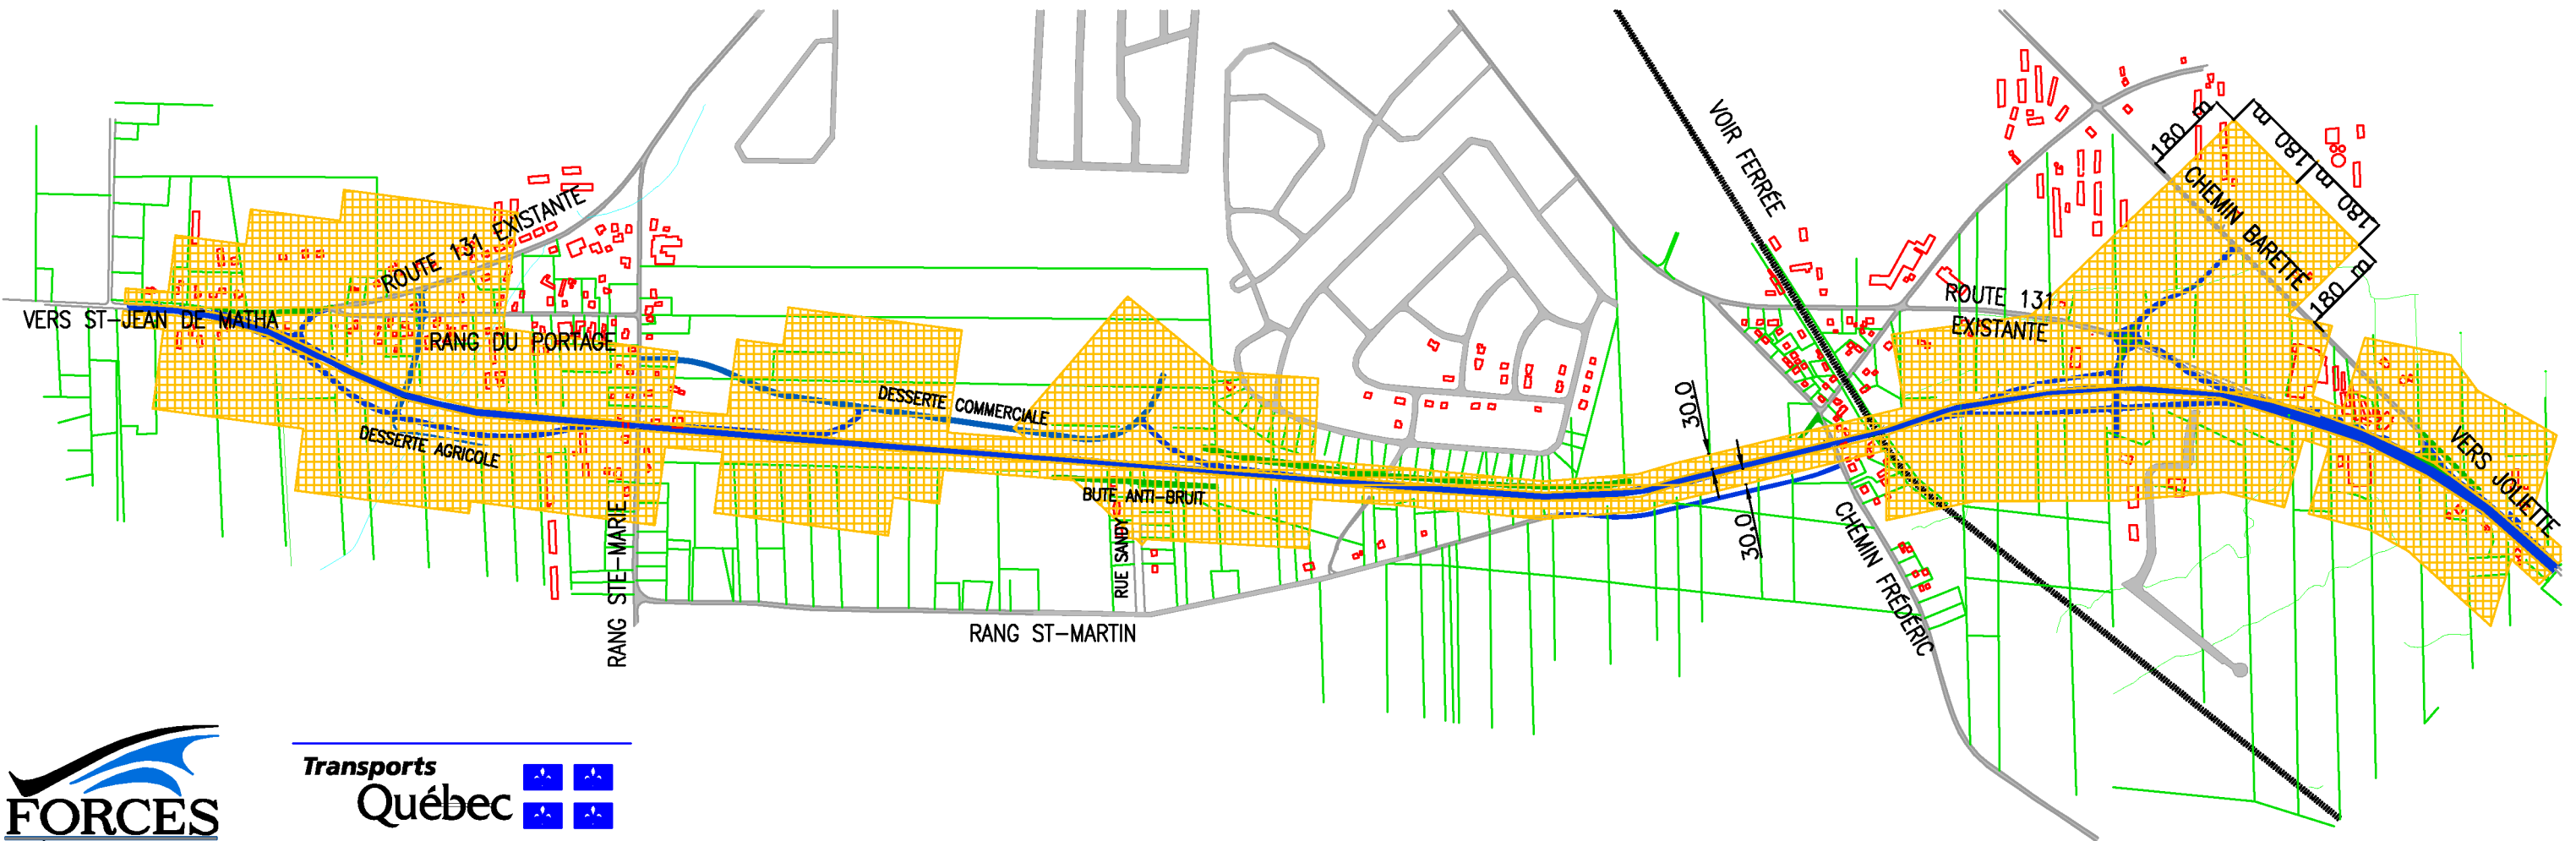 VOIR FERRÉE
180 m
180 m
180 m
180 m
CHEMIN BARETTE
ROUTE 131 EXISTANTE
ROUTE 131
EXISTANTE
VERS ST-JEAN DE MATHA
RANG DU PORTAGE
DESSERTE COMMERCIALE
30.0
DESSERTE AGRICOLE
BUTE ANTI-BRUIT
VERS JOLIETTE
RANG STE-MARIE
RUE SANDY
30.0
CHEMIN FRÉDÉRIC
RANG ST-MARTIN
FORCES
Transports
Québec